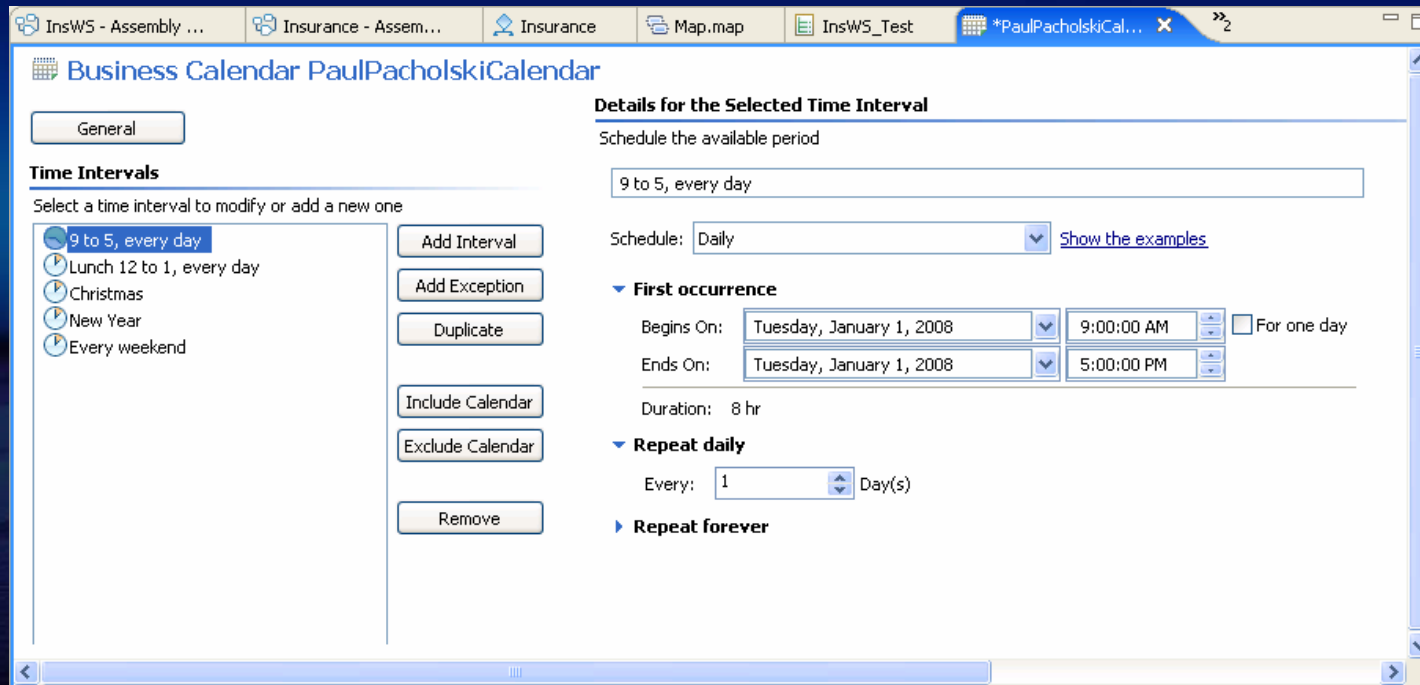 InsWS - Assembly ...
Insurance - Assem...
Insurance
Map.map
InsWS_Test
*PaulPacholskiCal...
»2
Business Calendar PaulPacholskiCalendar
General
Time Intervals
Select a time interval to modify or add a new one
9 to 5, every day
Lunch 12 to 1, every day
Christmas
New Year
Every weekend
Add Interval
Add Exception
Duplicate
Include Calendar
Exclude Calendar
Remove
Details for the Selected Time Interval
Schedule the available period
9 to 5, every day
Schedule: Daily Show the examples
First occurrence
Begins On: Tuesday, January 1, 2008 9:00:00 AM For one day
Ends On: Tuesday, January 1, 2008 5:00:00 PM
Duration: 8 hr
Repeat daily
Every: 1 Day(s)
Repeat forever